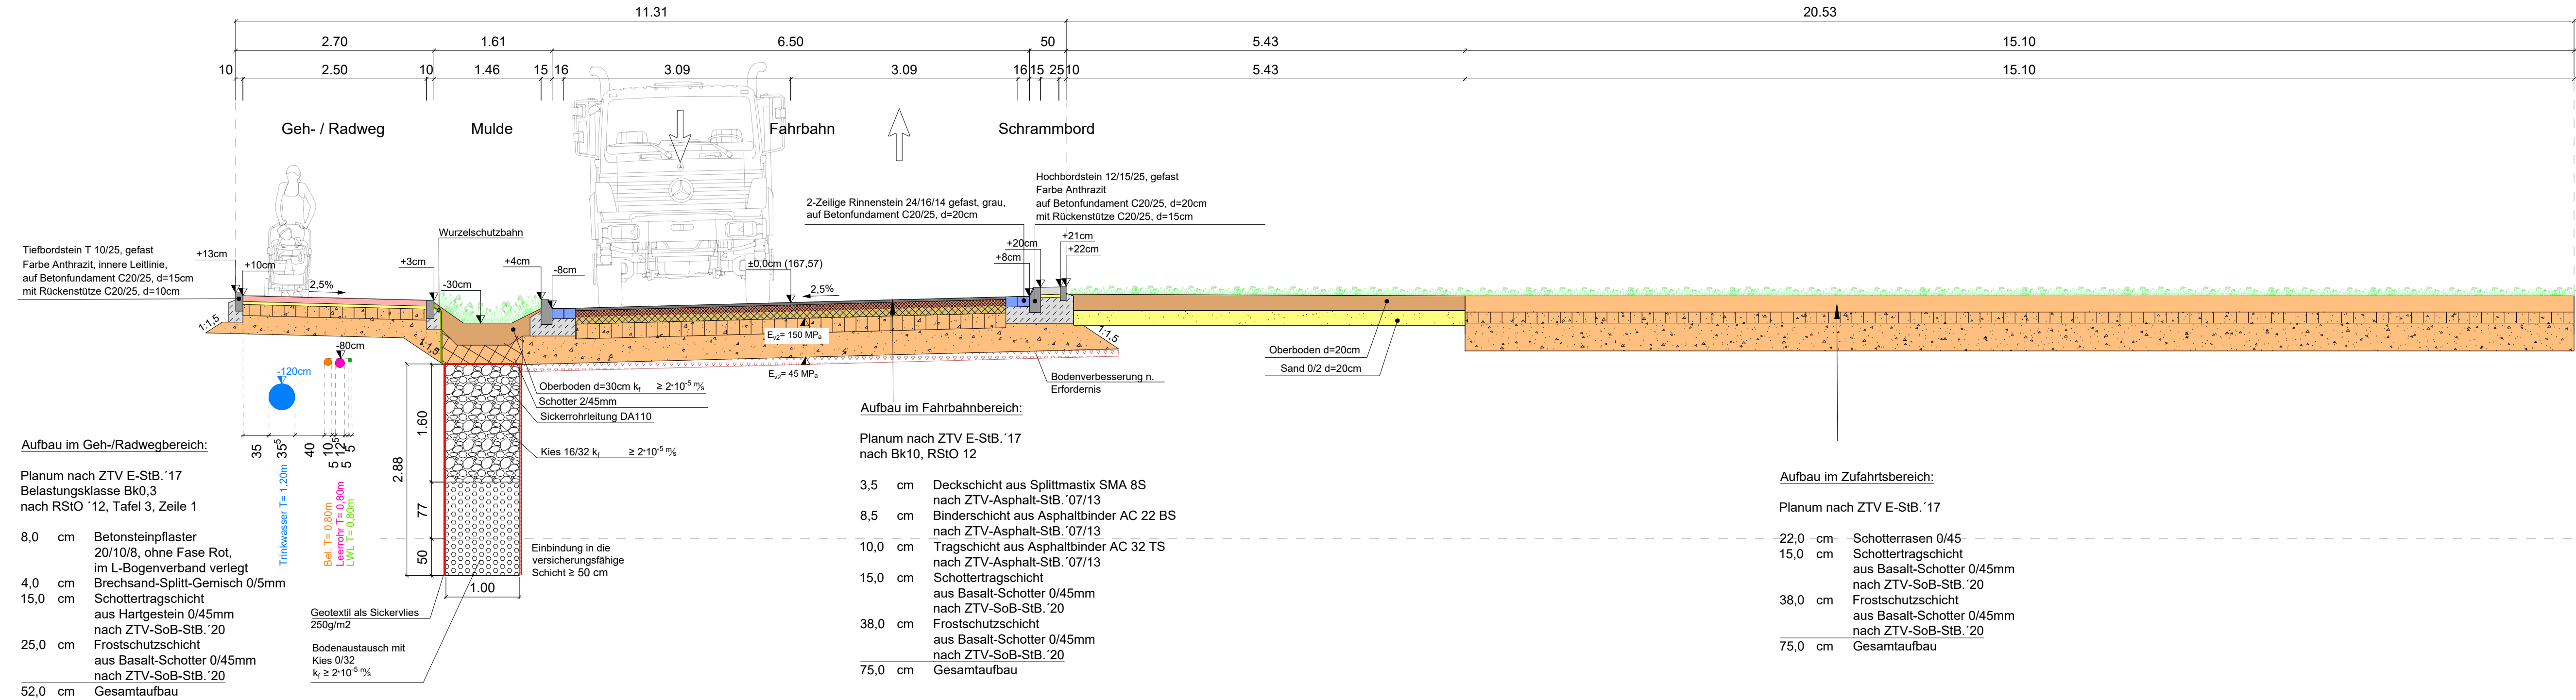 11.31
20.53
2.70
1.61
6.50
50
5.43
15.10
10
2.50
10
1.46
15
16
3.09
3.09
16
15
25
10
5.43
15.10
Geh- / Radweg
Mulde
Fahrbahn
Schrammbord
Hochbordstein 12/15/25, gefast
Farbe Anthrazit
auf Betonfundament C20/25, d=20cm
mit Rückenstütze C20/25, d=15cm
2-Zeilige Rinnenstein 24/16/14 gefast, grau,
auf Betonfundament C20/25, d=20cm
Wurzelschutzbahn
Tiefbordstein T 10/25, gefast
Farbe Anthrazit, innere Leitlinie,
auf Betonfundament C20/25, d=15cm
mit Rückenstütze C20/25, d=10cm
+13cm
+10cm
2,5%
+3cm
-30cm
+4cm
-8cm
±0,0cm (167,57)
2,5%
+8cm
+20cm
+21cm
+22cm
1:1,5
1:1,5
1:1,5
Ev2= 150 MPa
Ev2= 45 MPa
-80cm
-120cm
Oberboden d=20cm
Sand 0/2 d=20cm
Bodenverbesserung n.
Erfordernis
Oberboden d=30cm kf ≥ 2*10-5 m/s
Schotter 2/45mm
Sickerrohrleitung DA110
Kies 16/32 kf ≥ 2*10-5 m/s
1.60
2.88
77
50
1.00
35
35⁵
40
10
5
5
12⁵
5
5
Trinkwasser T= 1,20m
Bel. T= 0,80m
Leerrohr T= 0,80m
LWL T= 0,80m
Einbindung in die
versicherungsfähige
Schicht ≥ 50 cm
Geotextil als Sickervlies
250g/m2
Bodenaustausch mit
Kies 0/32
kf ≥ 2*10-5 m/s
Aufbau im Geh-/Radwegbereich:
Planum nach ZTV E-StB.´17
Belastungsklasse Bk0,3
nach RStO ´12, Tafel 3, Zeile 1
8,0 cm Betonsteinpflaster
20/10/8, ohne Fase Rot,
im L-Bogenverband verlegt
4,0 cm Brechsand-Splitt-Gemisch 0/5mm
15,0 cm Schottertragschicht
aus Hartgestein 0/45mm
nach ZTV-SoB-StB.´20
25,0 cm Frostschutzschicht
aus Basalt-Schotter 0/45mm
nach ZTV-SoB-StB.´20
52,0 cm Gesamtaufbau
Aufbau im Fahrbahnbereich:
Planum nach ZTV E-StB.´17
nach Bk10, RStO 12
3,5 cm Deckschicht aus Splittmastix SMA 8S
nach ZTV-Asphalt-StB.´07/13
8,5 cm Binderschicht aus Asphaltbinder AC 22 BS
nach ZTV-Asphalt-StB.´07/13
10,0 cm Tragschicht aus Asphaltbinder AC 32 TS
nach ZTV-Asphalt-StB.´07/13
15,0 cm Schottertragschicht
aus Basalt-Schotter 0/45mm
nach ZTV-SoB-StB.´20
38,0 cm Frostschutzschicht
aus Basalt-Schotter 0/45mm
nach ZTV-SoB-StB.´20
75,0 cm Gesamtaufbau
Aufbau im Zufahrtsbereich:
Planum nach ZTV E-StB.´17
22,0 cm Schotterrasen 0/45
15,0 cm Schottertragschicht
aus Basalt-Schotter 0/45mm
nach ZTV-SoB-StB.´20
38,0 cm Frostschutzschicht
aus Basalt-Schotter 0/45mm
nach ZTV-SoB-StB.´20
75,0 cm Gesamtaufbau